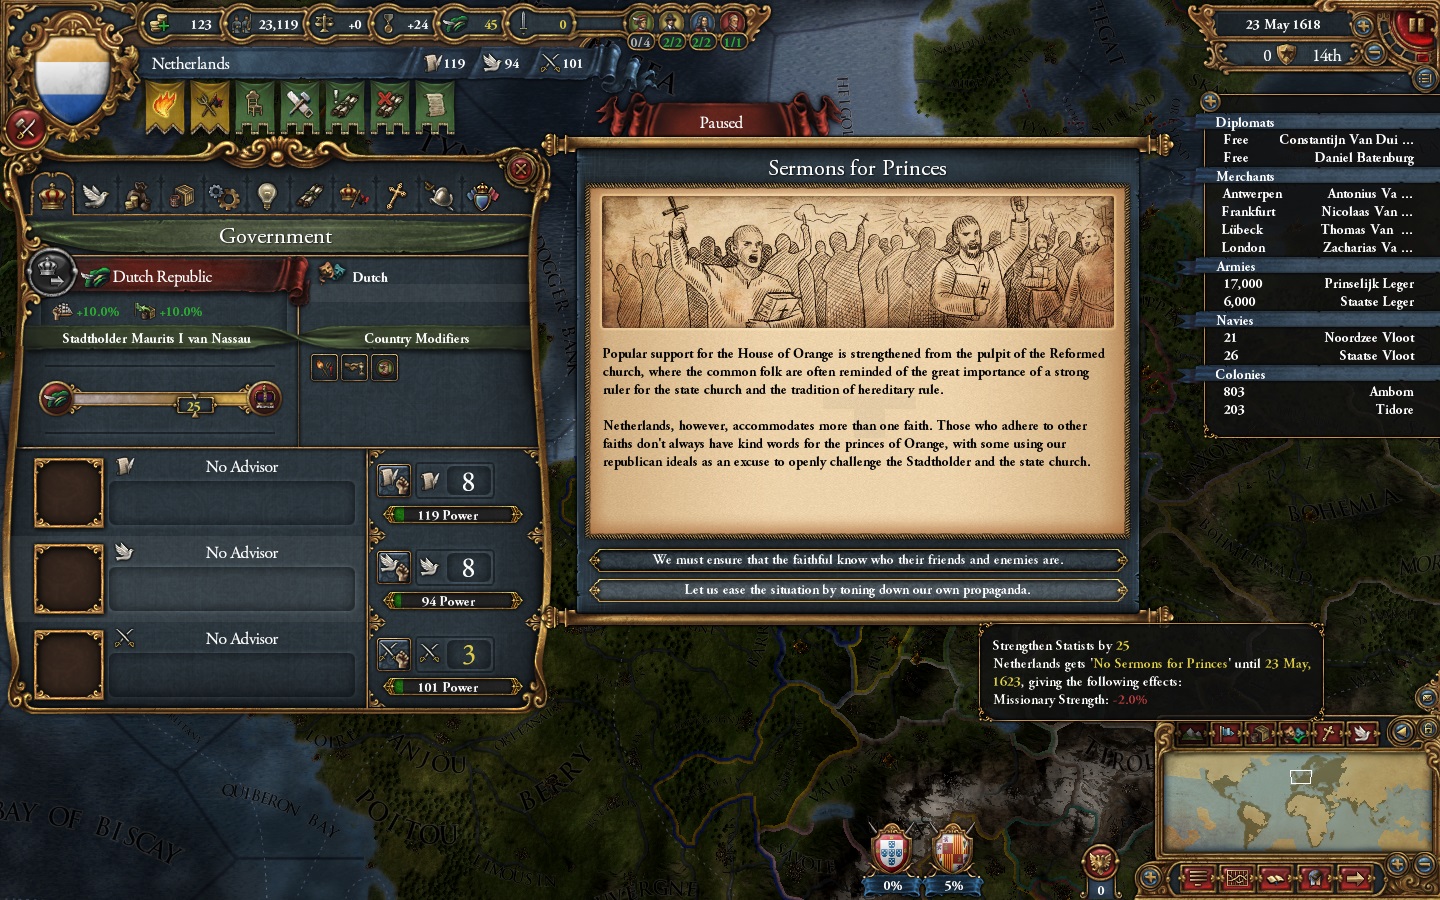 123
23,119
+0
+24
45
0
0/4
2/2
2/2
1/1
23 May 1618
0
14th
Netherlands
119
94
101
Paused
Government
Dutch Republic
Dutch
+10.0%
+10.0%
Stadtholder Maurits I van Nassau
Country Modifiers
25
No Advisor
8
119 Power
No Advisor
8
94 Power
No Advisor
3
101 Power
Sermons for Princes
Popular support for the House of Orange is strengthened from the pulpit of the Reformed
church, where the common folk are often reminded of the great importance of a strong
ruler for the state church and the tradition of hereditary rule.
Netherlands, however, accommodates more than one faith. Those who adhere to other
faiths don't always have kind words for the princes of Orange, with some using our
republican ideals as an excuse to openly challenge the Stadtholder and the state church.
We must ensure that the faithful know who their friends and enemies are.
Let us ease the situation by toning down our own propaganda.
Strengthen Statists by 25
Netherlands gets 'No Sermons for Princes' until 23 May,
1623, giving the following effects:
Missionary Strength: -2.0%
Diplomats
Free Constantijn Van Dui ...
Free Daniel Batenburg
Merchants
Antwerpen Antonius Va ...
Frankfurt Nicolaas Van ...
Lübeck Thomas Van ...
London Zacharias Va ...
Armies
17,000 Prinselijk Leger
6,000 Staatse Leger
Navies
21 Noordzee Vloot
26 Staatse Vloot
Colonies
803 Ambom
203 Tidore
BOHEMIA
ANJOU
BERRY
POITOU
QUIBERON BAY
BAY OF BISCAY
LIMOUSIN
0%
5%
0